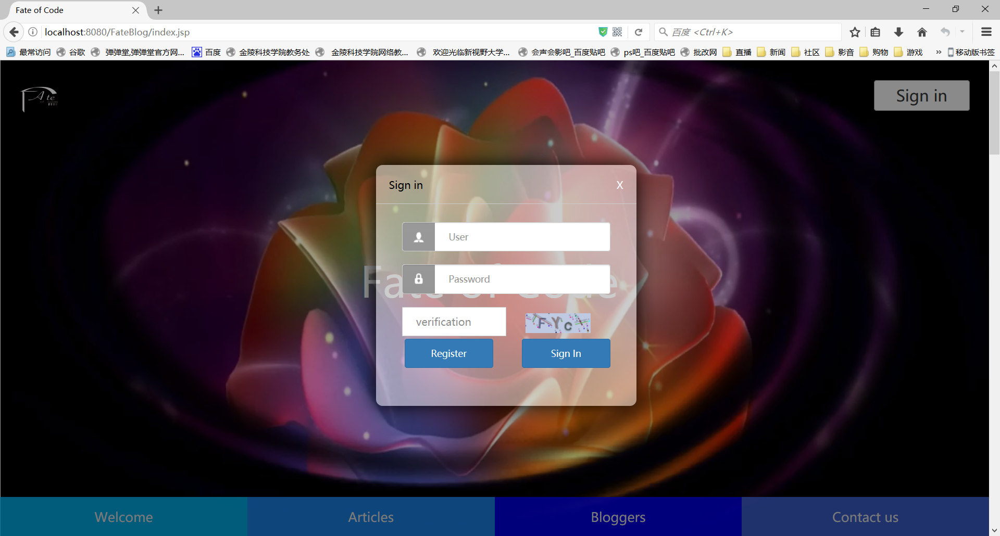 Fate of Code
localhost:8080/FateBlog/index.jsp
百度 <Ctrl+K>
最常访问 谷歌 弹弹堂,弹弹堂官方网... 百度 金陵科技学院教务处 金陵科技学院网络教... 欢迎光临新视野大学... 会声会影吧_百度贴吧 ps吧_百度贴吧 批改网 直播 新闻 社区 影音 购物 游戏 » 移动版书签
Sign in
Sign in X
User
Fate of Code
Password
verification
FYC
Register Sign In
Welcome Articles Bloggers Contact us